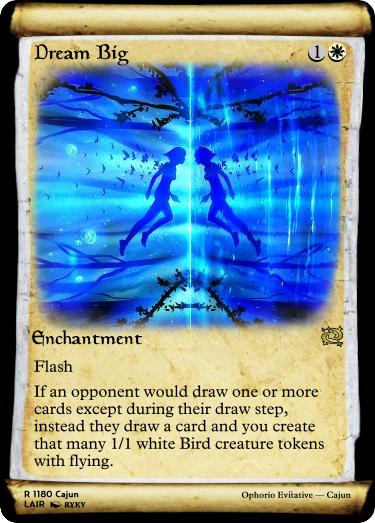 Dream Big 1
Enchantment
Flash
If an opponent would draw one or more
cards except during their draw step,
instead they draw a card and you create
that many 1/1 white Bird creature tokens
with flying.
R 1180 Cajun
LAIR RYKY
Ophorio Evitative — Cajun